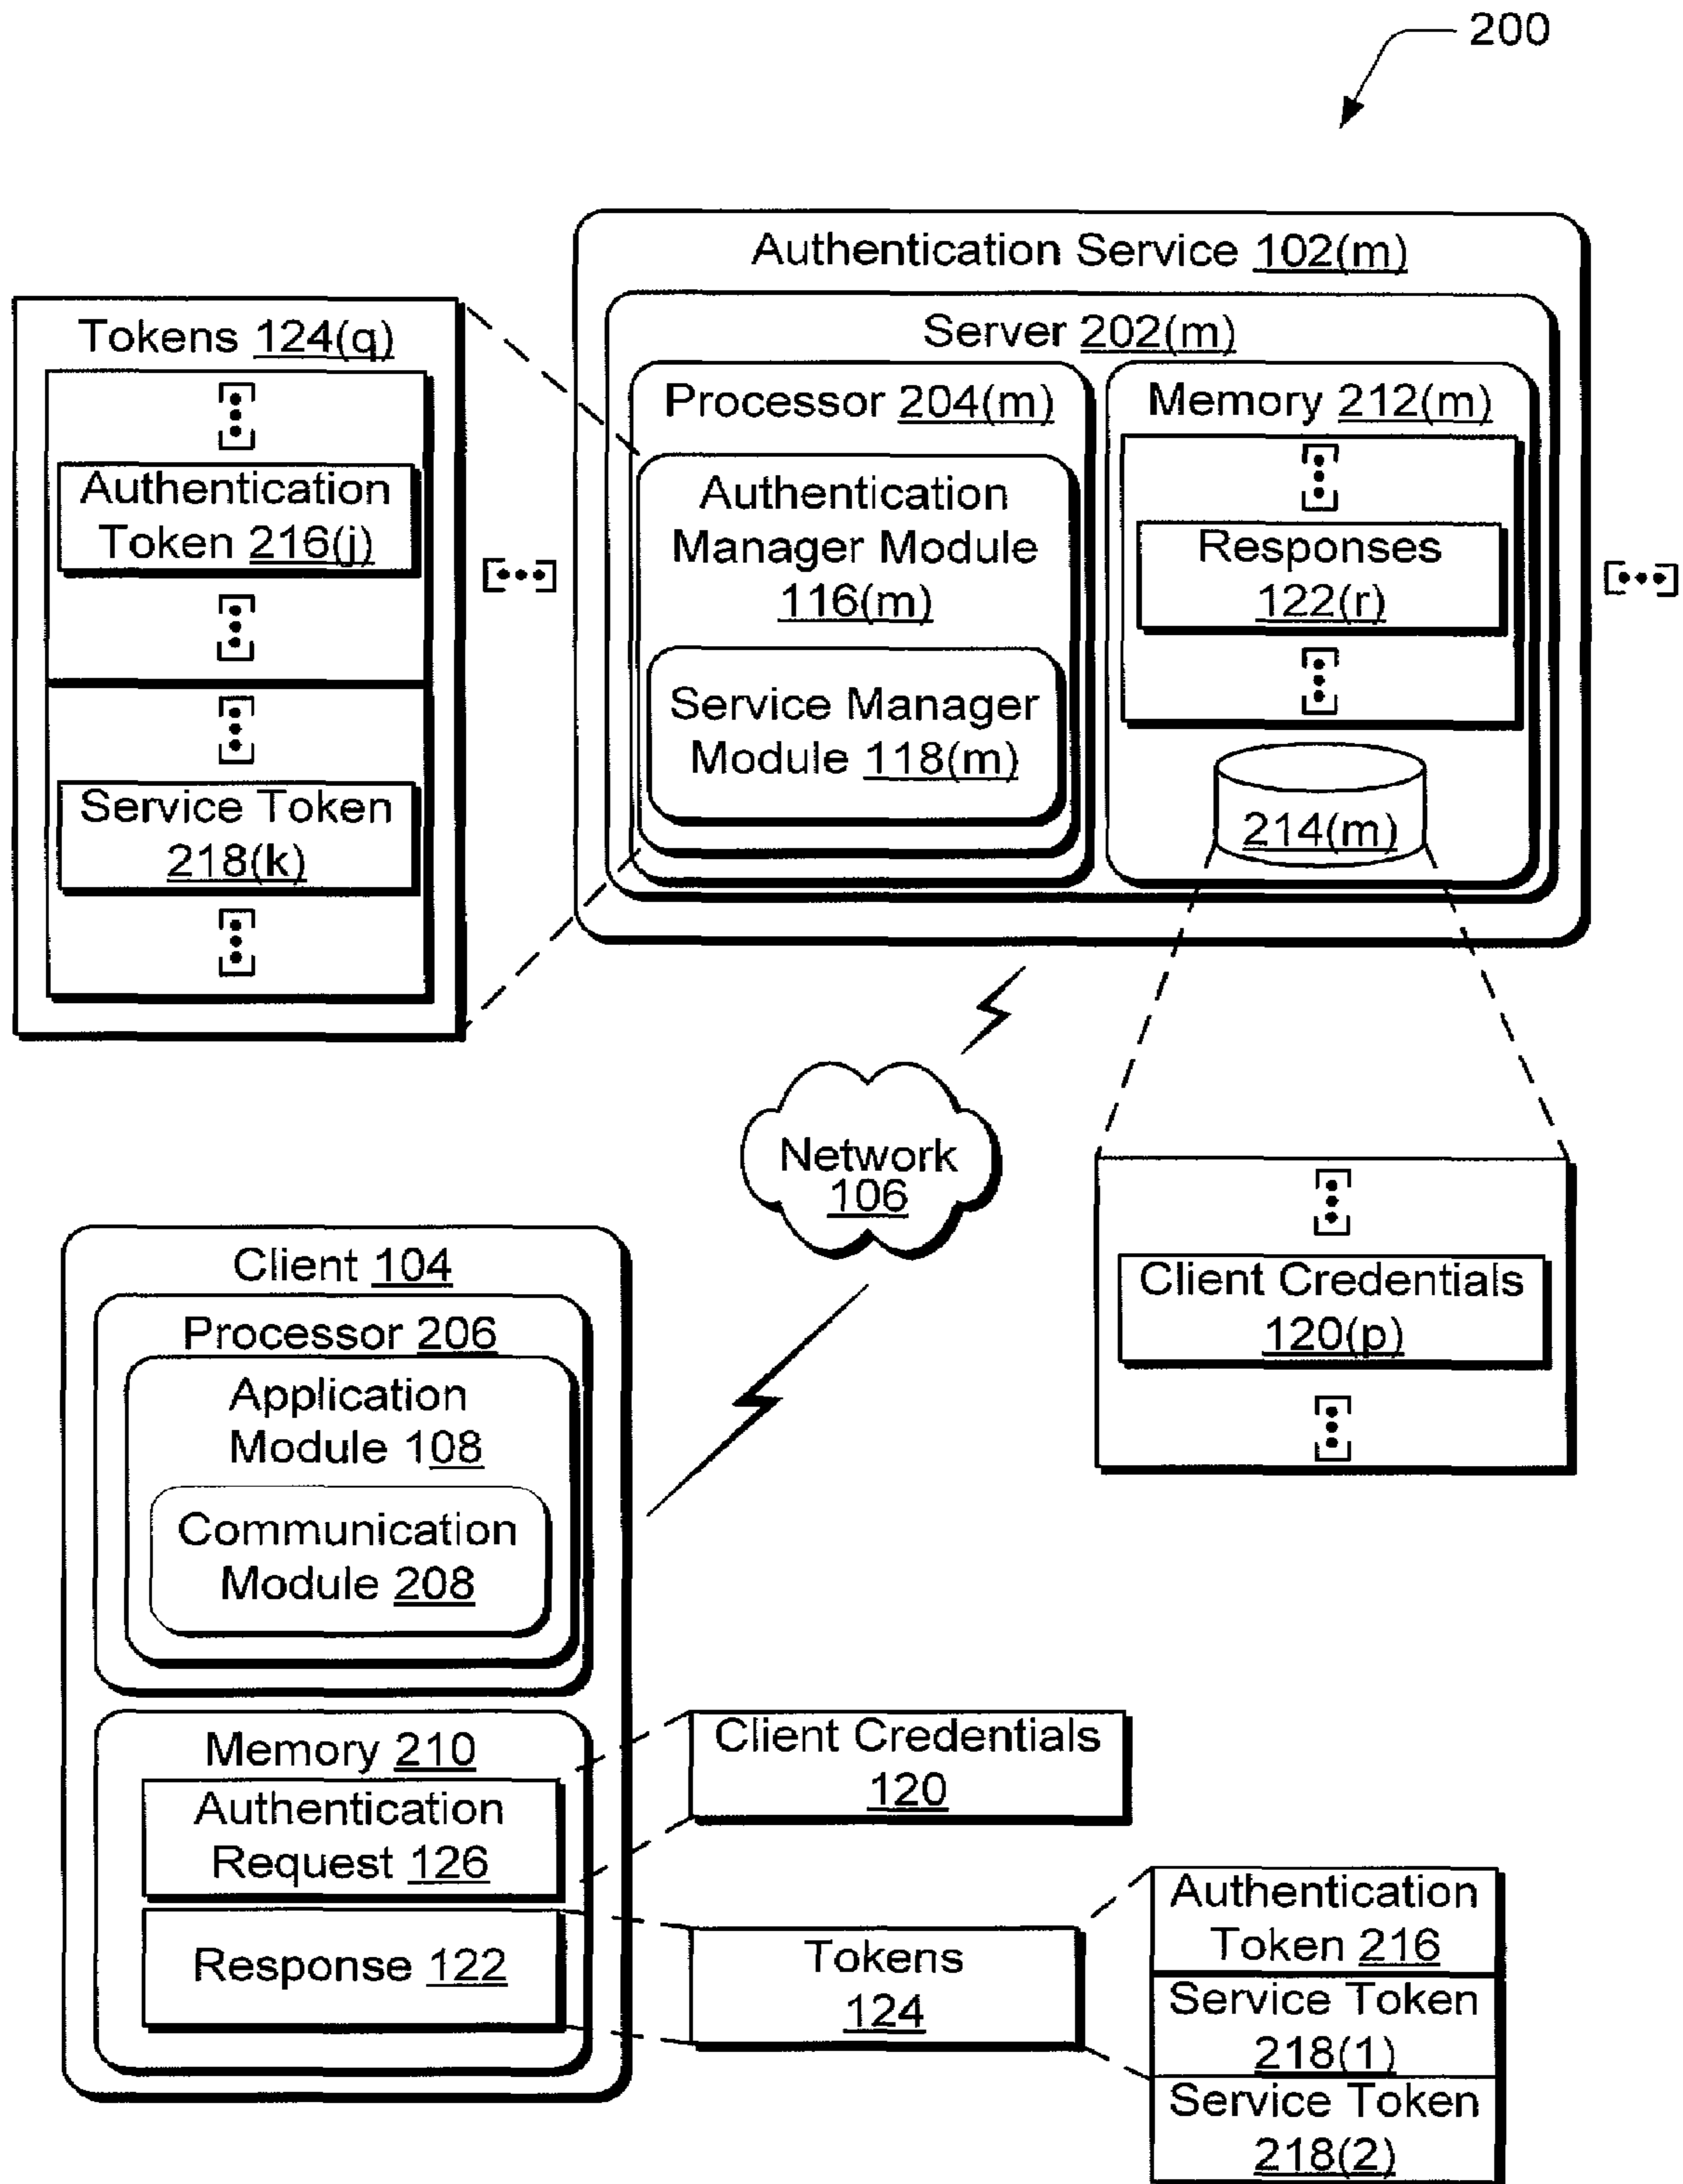 200
Authentication Service 102(m)
Server 202(m)
Tokens 124(q)
Authentication
Token 216(j)
Service Token
218(k)
Processor 204(m)
Authentication
Manager Module
116(m)
Service Manager
Module 118(m)
Memory 212(m)
Responses
122(r)
214(m)
Network
106
Client Credentials
120(p)
Client 104
Processor 206
Application
Module 108
Communication
Module 208
Memory 210
Authentication
Request 126
Response 122
Client Credentials
120
Tokens
124
Authentication
Token 216
Service Token
218(1)
Service Token
218(2)